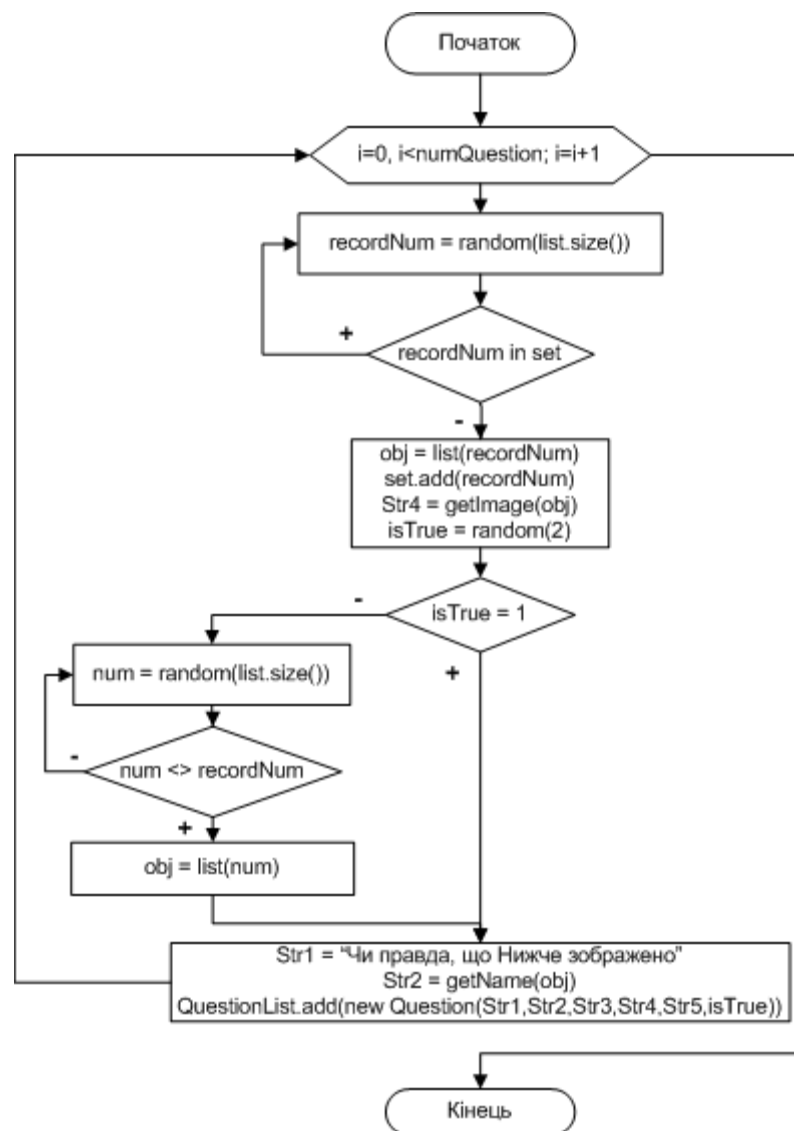 Початок
i=0, i<numQuestion; i=i+1
recordNum = random(list.size())
+
recordNum in set
-
obj = list(recordNum)
set.add(recordNum)
Str4 = getImage(obj)
isTrue = random(2)
-
isTrue = 1
num = random(list.size())
+
-
num <> recordNum
+
obj = list(num)
Str1 = "Чи правда, що Нижче зображено"
Str2 = getName(obj)
QuestionList.add(new Question(Str1,Str2,Str3,Str4,Str5,isTrue))
Кінець